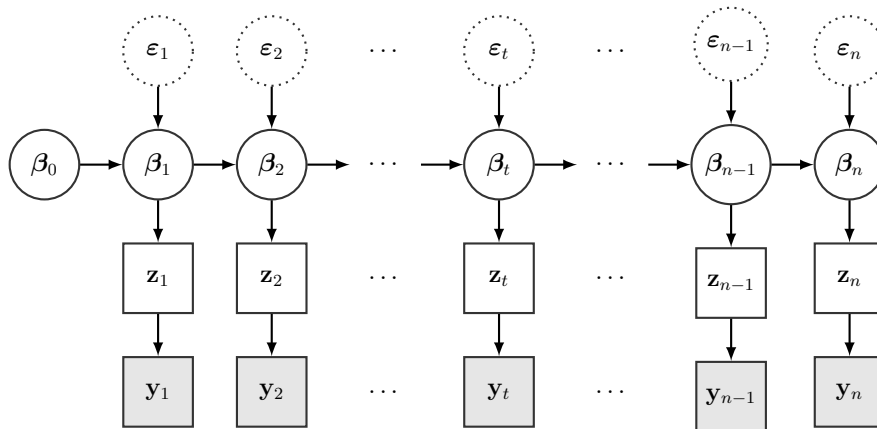 ε₁ ε₂ ··· εₜ ··· εₙ₋₁ εₙ
β₀ β₁ β₂ ··· βₜ ··· βₙ₋₁ βₙ
z₁ z₂ ··· zₜ ··· zₙ₋₁ zₙ
y₁ y₂ ··· yₜ ··· yₙ₋₁ yₙ